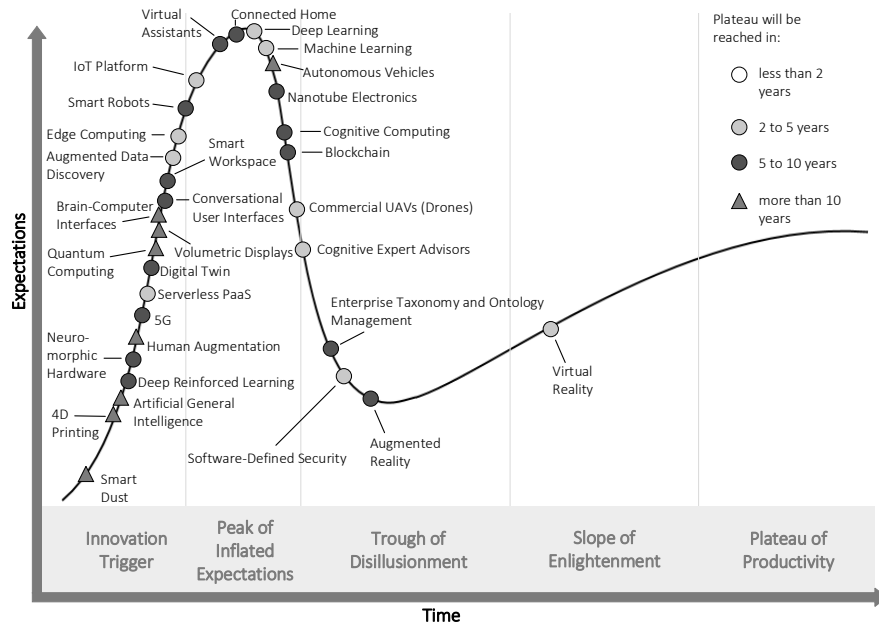 Virtual
Assistants
Connected Home
Deep Learning
Machine Learning
Autonomous Vehicles
Nanotube Electronics
IoT Platform
Smart Robots
Edge Computing
Augmented Data
Discovery
Smart
Workspace
Cognitive Computing
Blockchain
Conversational
User Interfaces
Brain-Computer
Interfaces
Commercial UAVs (Drones)
Volumetric Displays
Cognitive Expert Advisors
Quantum
Computing
Digital Twin
Serverless PaaS
5G
Enterprise Taxonomy and Ontology
Management
Neuro-
morphic
Hardware
Human Augmentation
Deep Reinforced Learning
Artificial General
Intelligence
4D
Printing
Smart
Dust
Software-Defined Security
Augmented
Reality
Virtual
Reality
Plateau will be
reached in:
less than 2
years
2 to 5 years
5 to 10 years
more than 10
years
Expectations
Innovation
Trigger
Peak of
Inflated
Expectations
Trough of
Disillusionment
Slope of
Enlightenment
Plateau of
Productivity
Time